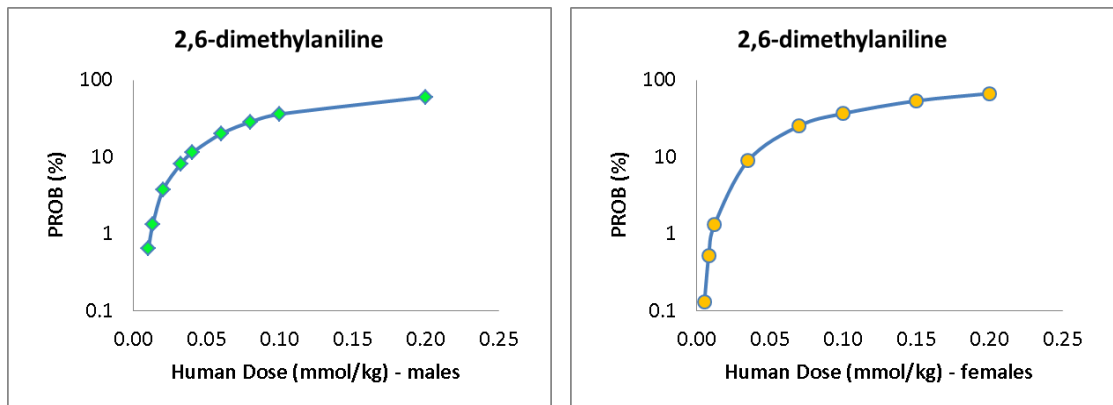 2,6-dimethylaniline
100
10
1
0.1
PROB (%)
0.00 0.05 0.10 0.15 0.20 0.25
Human Dose (mmol/kg) - males
2,6-dimethylaniline
100
10
1
0.1
PROB (%)
0.00 0.05 0.10 0.15 0.20 0.25
Human Dose (mmol/kg) - females